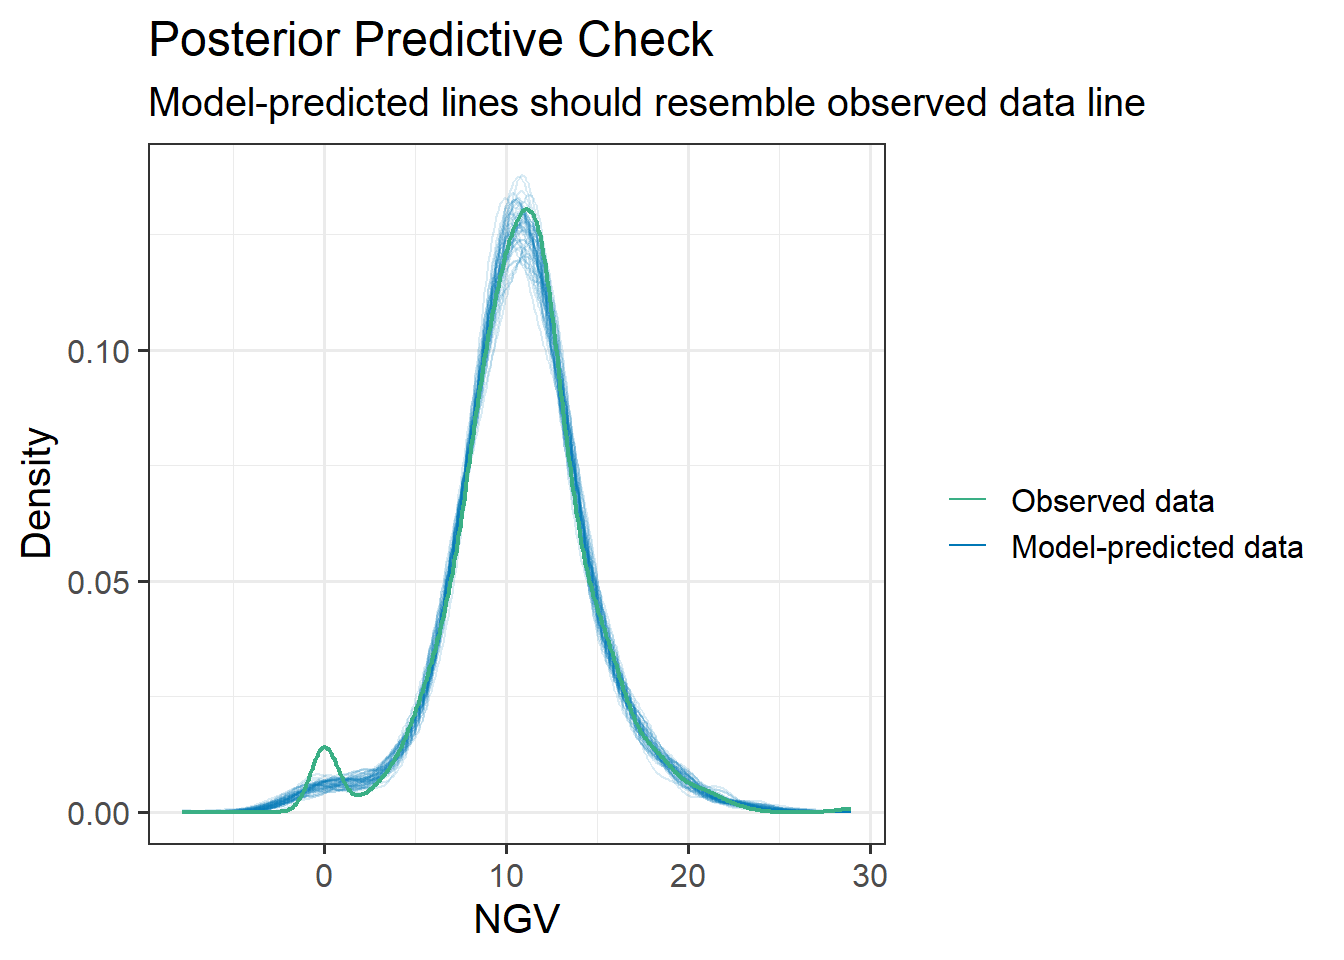 Posterior Predictive Check
Model-predicted lines should resemble observed data line
Density
0.10
0.05
0.00
0
10
20
30
NGV
Observed data
Model-predicted data